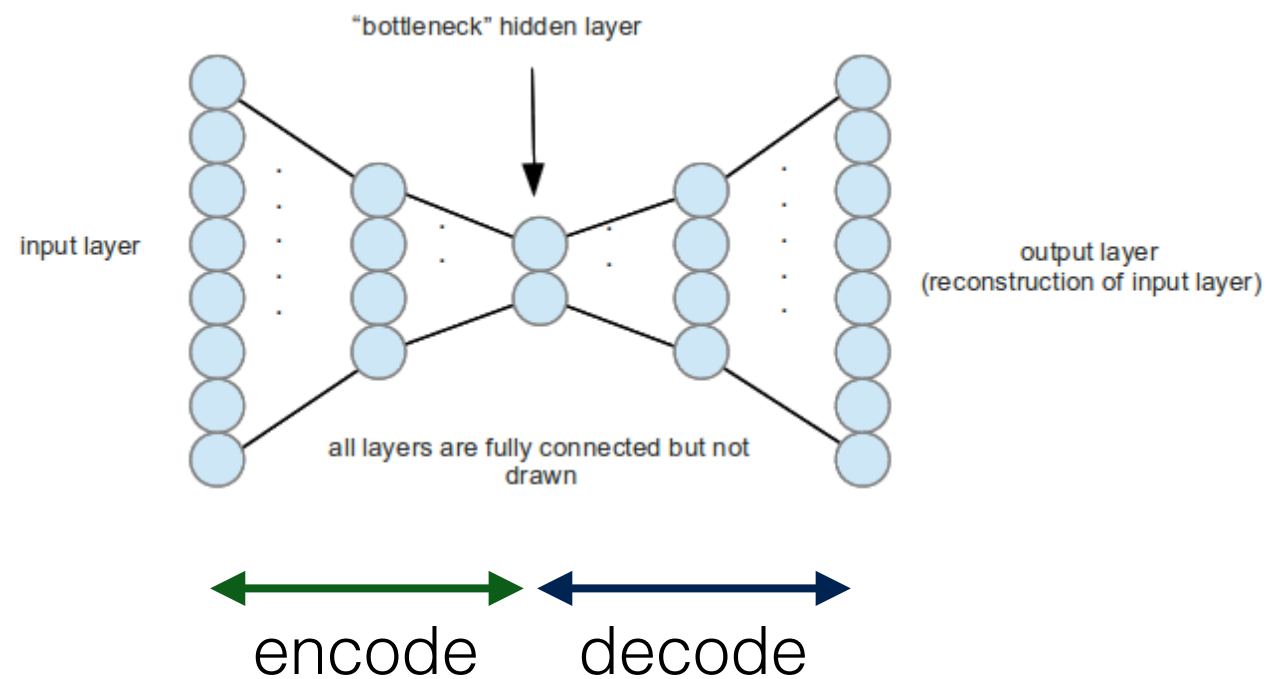 “bottleneck” hidden layer
input layer
output layer
(reconstruction of input layer)
all layers are fully connected but not
drawn
encode
decode